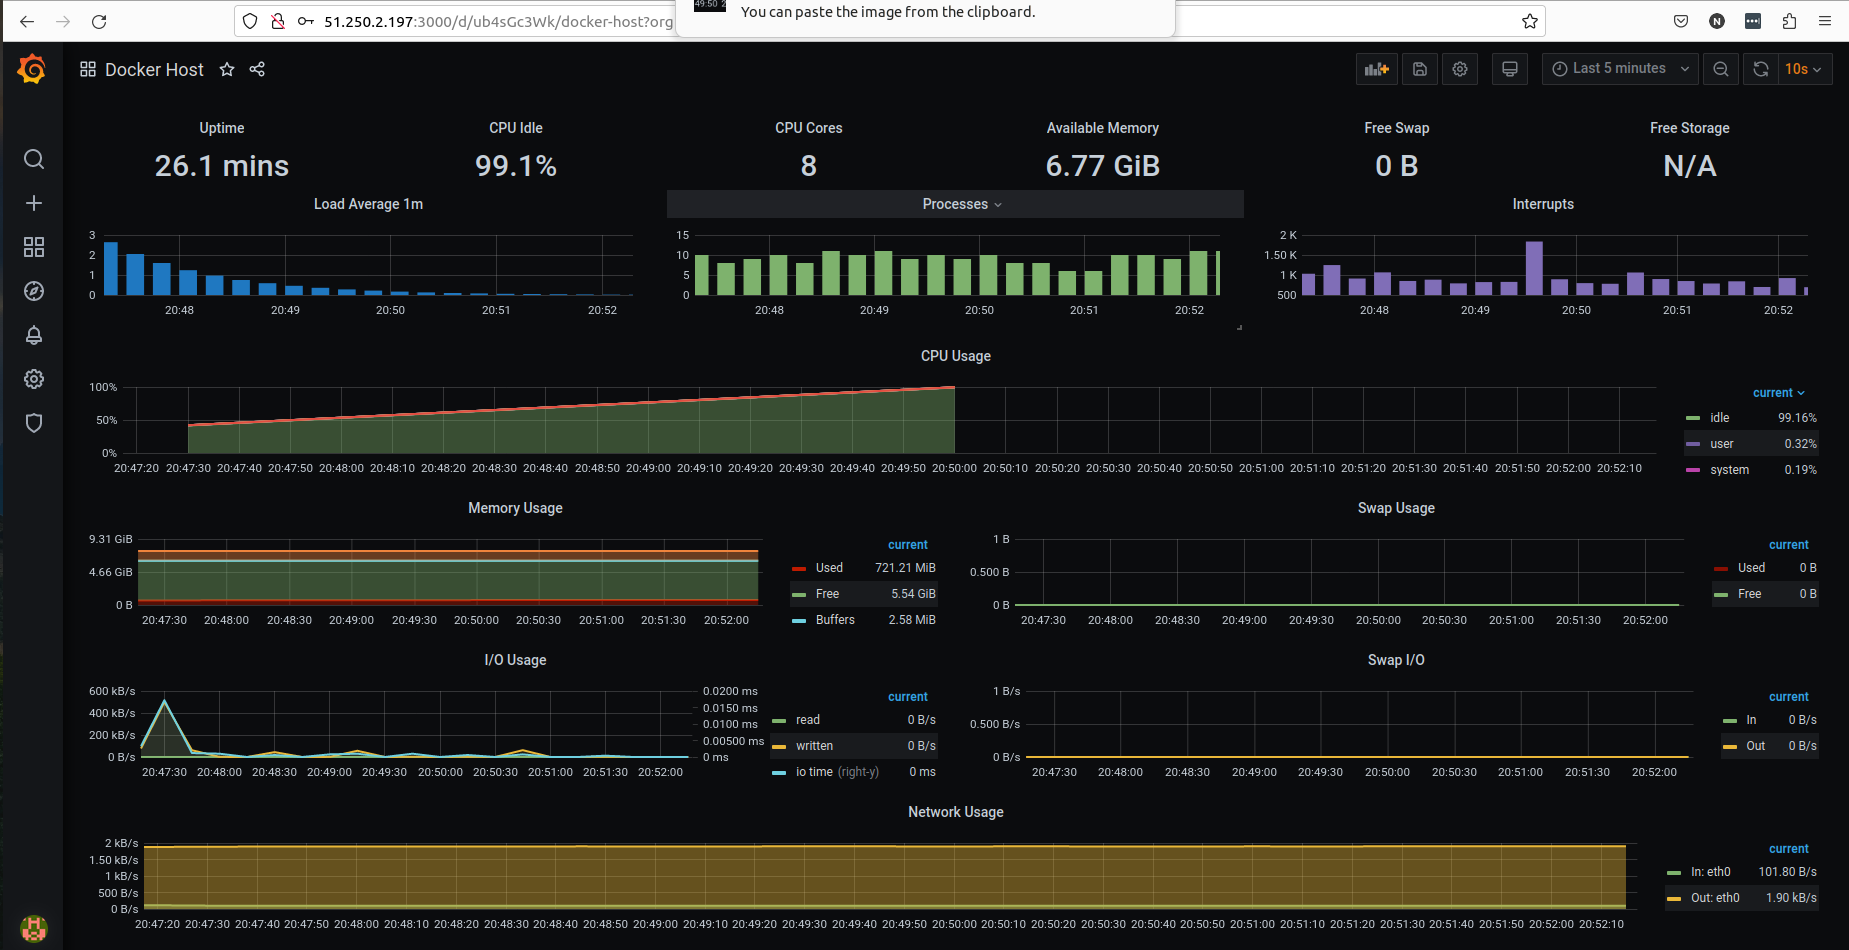 49:50 2
You can paste the image from the clipboard.
51.250.2.197:3000/d/ub4sGc3Wk/docker-host?org
N
Docker Host
Last 5 minutes
10s
Uptime
CPU Idle
CPU Cores
Available Memory
Free Swap
Free Storage
26.1 mins
99.1%
8
6.77 GiB
0 B
N/A
Load Average 1m
3
2
1
0
20:48 20:49 20:50 20:51 20:52
Processes
15
10
5
0
20:48 20:49 20:50 20:51 20:52
Interrupts
2 K
1.50 K
1 K
500
20:48 20:49 20:50 20:51 20:52
CPU Usage
100%
50%
0%
20:47:20 20:47:30 20:47:40 20:47:50 20:48:00 20:48:10 20:48:20 20:48:30 20:48:40 20:48:50 20:49:00 20:49:10 20:49:20 20:49:30 20:49:40 20:49:50 20:50:00 20:50:10 20:50:20 20:50:30 20:50:40 20:50:50 20:51:00 20:51:10 20:51:20 20:51:30 20:51:40 20:51:50 20:52:00 20:52:10
current
idle 99.16%
user 0.32%
system 0.19%
Memory Usage
9.31 GiB
4.66 GiB
0 B
20:47:30 20:48:00 20:48:30 20:49:00 20:49:30 20:50:00 20:50:30 20:51:00 20:51:30 20:52:00
current
Used 721.21 MiB
Free 5.54 GiB
Buffers 2.58 MiB
Swap Usage
1 B
0.500 B
0 B
20:47:30 20:48:00 20:48:30 20:49:00 20:49:30 20:50:00 20:50:30 20:51:00 20:51:30 20:52:00
current
Used 0 B
Free 0 B
I/O Usage
600 kB/s
400 kB/s
200 kB/s
0 B/s
0.0200 ms
0.0150 ms
0.0100 ms
0.00500 ms
0 ms
20:47:30 20:48:00 20:48:30 20:49:00 20:49:30 20:50:00 20:50:30 20:51:00 20:51:30 20:52:00
current
read 0 B/s
written 0 B/s
io time (right-y) 0 ms
Swap I/O
1 B/s
0.500 B/s
0 B/s
20:47:30 20:48:00 20:48:30 20:49:00 20:49:30 20:50:00 20:50:30 20:51:00 20:51:30 20:52:00
current
In 0 B/s
Out 0 B/s
Network Usage
2 kB/s
1.50 kB/s
1 kB/s
500 B/s
0 B/s
20:47:20 20:47:30 20:47:40 20:47:50 20:48:00 20:48:10 20:48:20 20:48:30 20:48:40 20:48:50 20:49:00 20:49:10 20:49:20 20:49:30 20:49:40 20:49:50 20:50:00 20:50:10 20:50:20 20:50:30 20:50:40 20:50:50 20:51:00 20:51:10 20:51:20 20:51:30 20:51:40 20:51:50 20:52:00 20:52:10
current
In: eth0 101.80 B/s
Out: eth0 1.90 kB/s